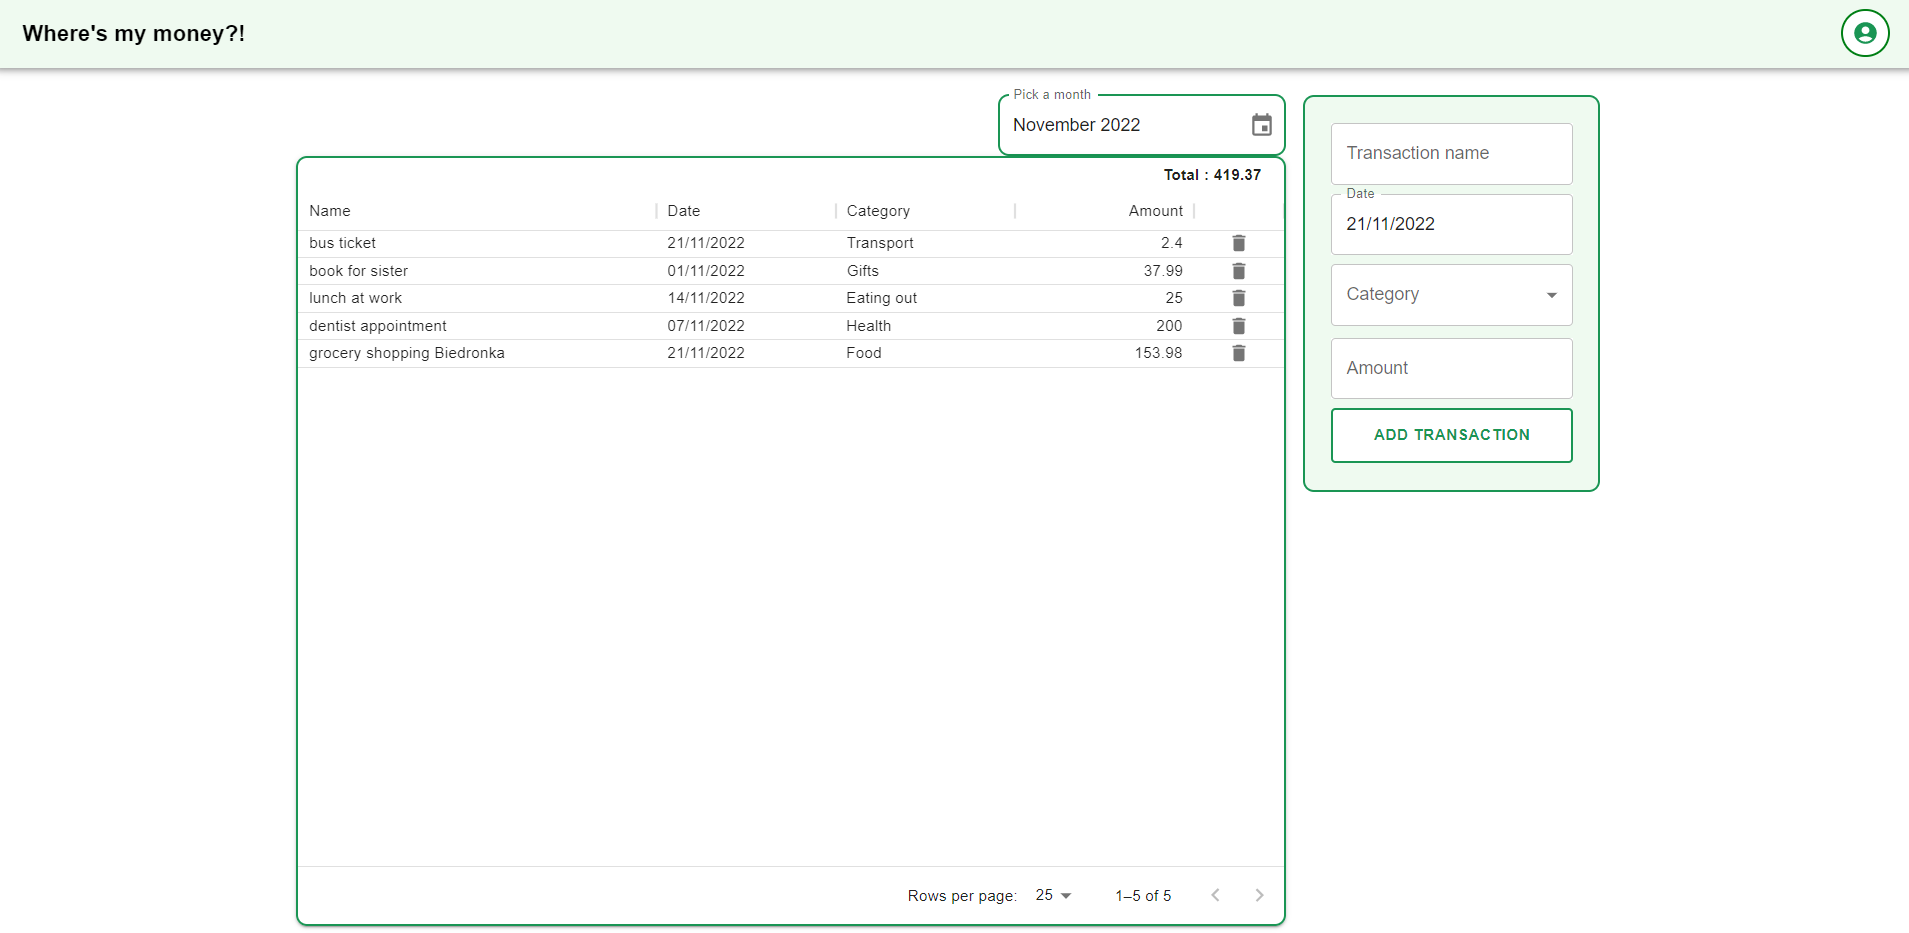 Where's my money?!
Pick a month
November 2022
Total : 419.37
Name Date Category Amount
bus ticket 21/11/2022 Transport 2.4
book for sister 01/11/2022 Gifts 37.99
lunch at work 14/11/2022 Eating out 25
dentist appointment 07/11/2022 Health 200
grocery shopping Biedronka 21/11/2022 Food 153.98
Rows per page: 25 1–5 of 5
Transaction name
Date
21/11/2022
Category
Amount
ADD TRANSACTION